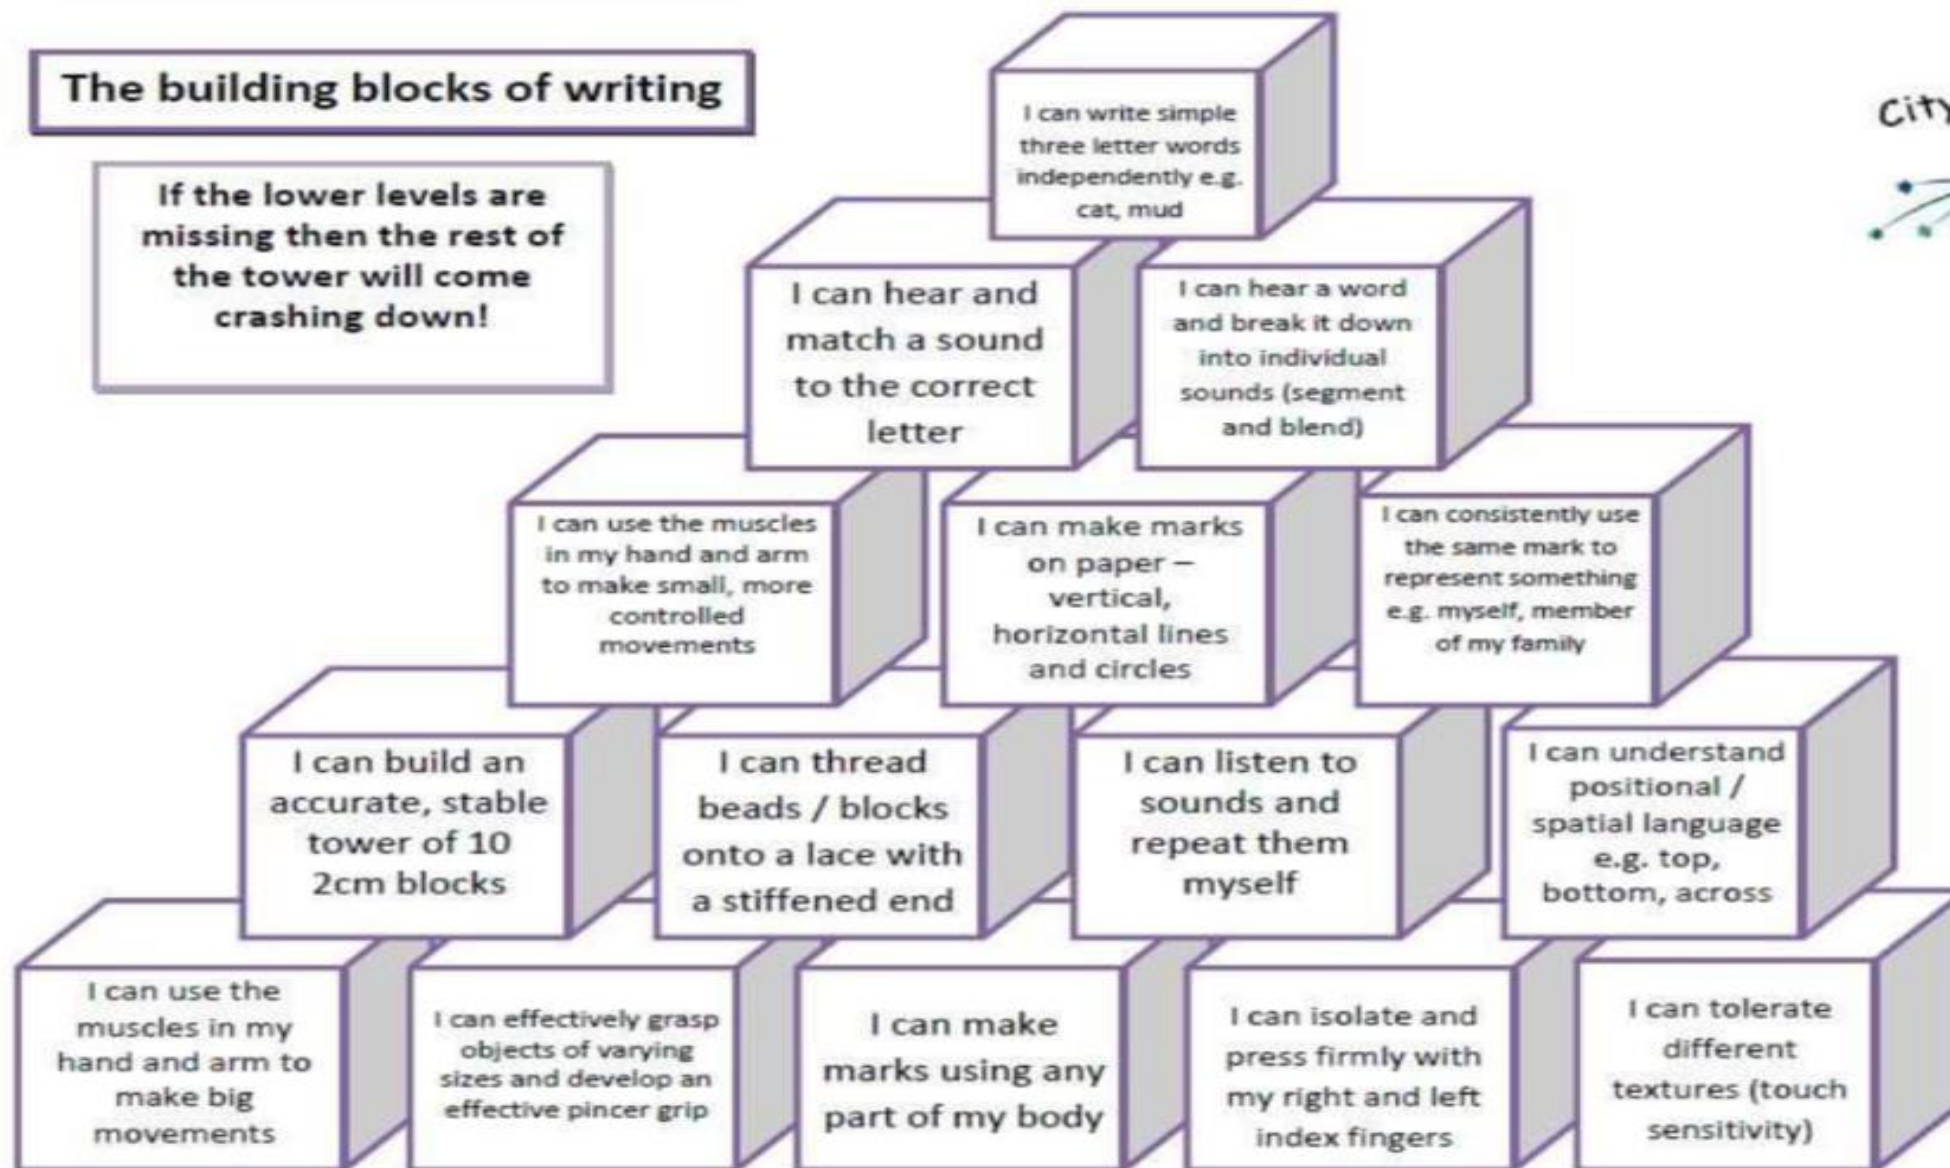 The building blocks of writing
If the lower levels are
missing then the rest of
the tower will come
crashing down!
City
I can write simple
three letter words
independently e.g.
cat, mud
I can hear and
match a sound
to the correct
letter
I can hear a word
and break it down
into individual
sounds (segment
and blend)
I can use the muscles
in my hand and arm
to make small, more
controlled
movements
I can make marks
on paper –
vertical,
horizontal lines
and circles
I can consistently use
the same mark to
represent something
e.g. myself, member
of my family
I can build an
accurate, stable
tower of 10
2cm blocks
I can thread
beads / blocks
onto a lace with
a stiffened end
I can listen to
sounds and
repeat them
myself
I can understand
positional /
spatial language
e.g. top,
bottom, across
I can use the
muscles in my
hand and arm to
make big
movements
I can effectively grasp
objects of varying
sizes and develop an
effective pincer grip
I can make
marks using any
part of my body
I can isolate and
press firmly with
my right and left
index fingers
I can tolerate
different
textures (touch
sensitivity)